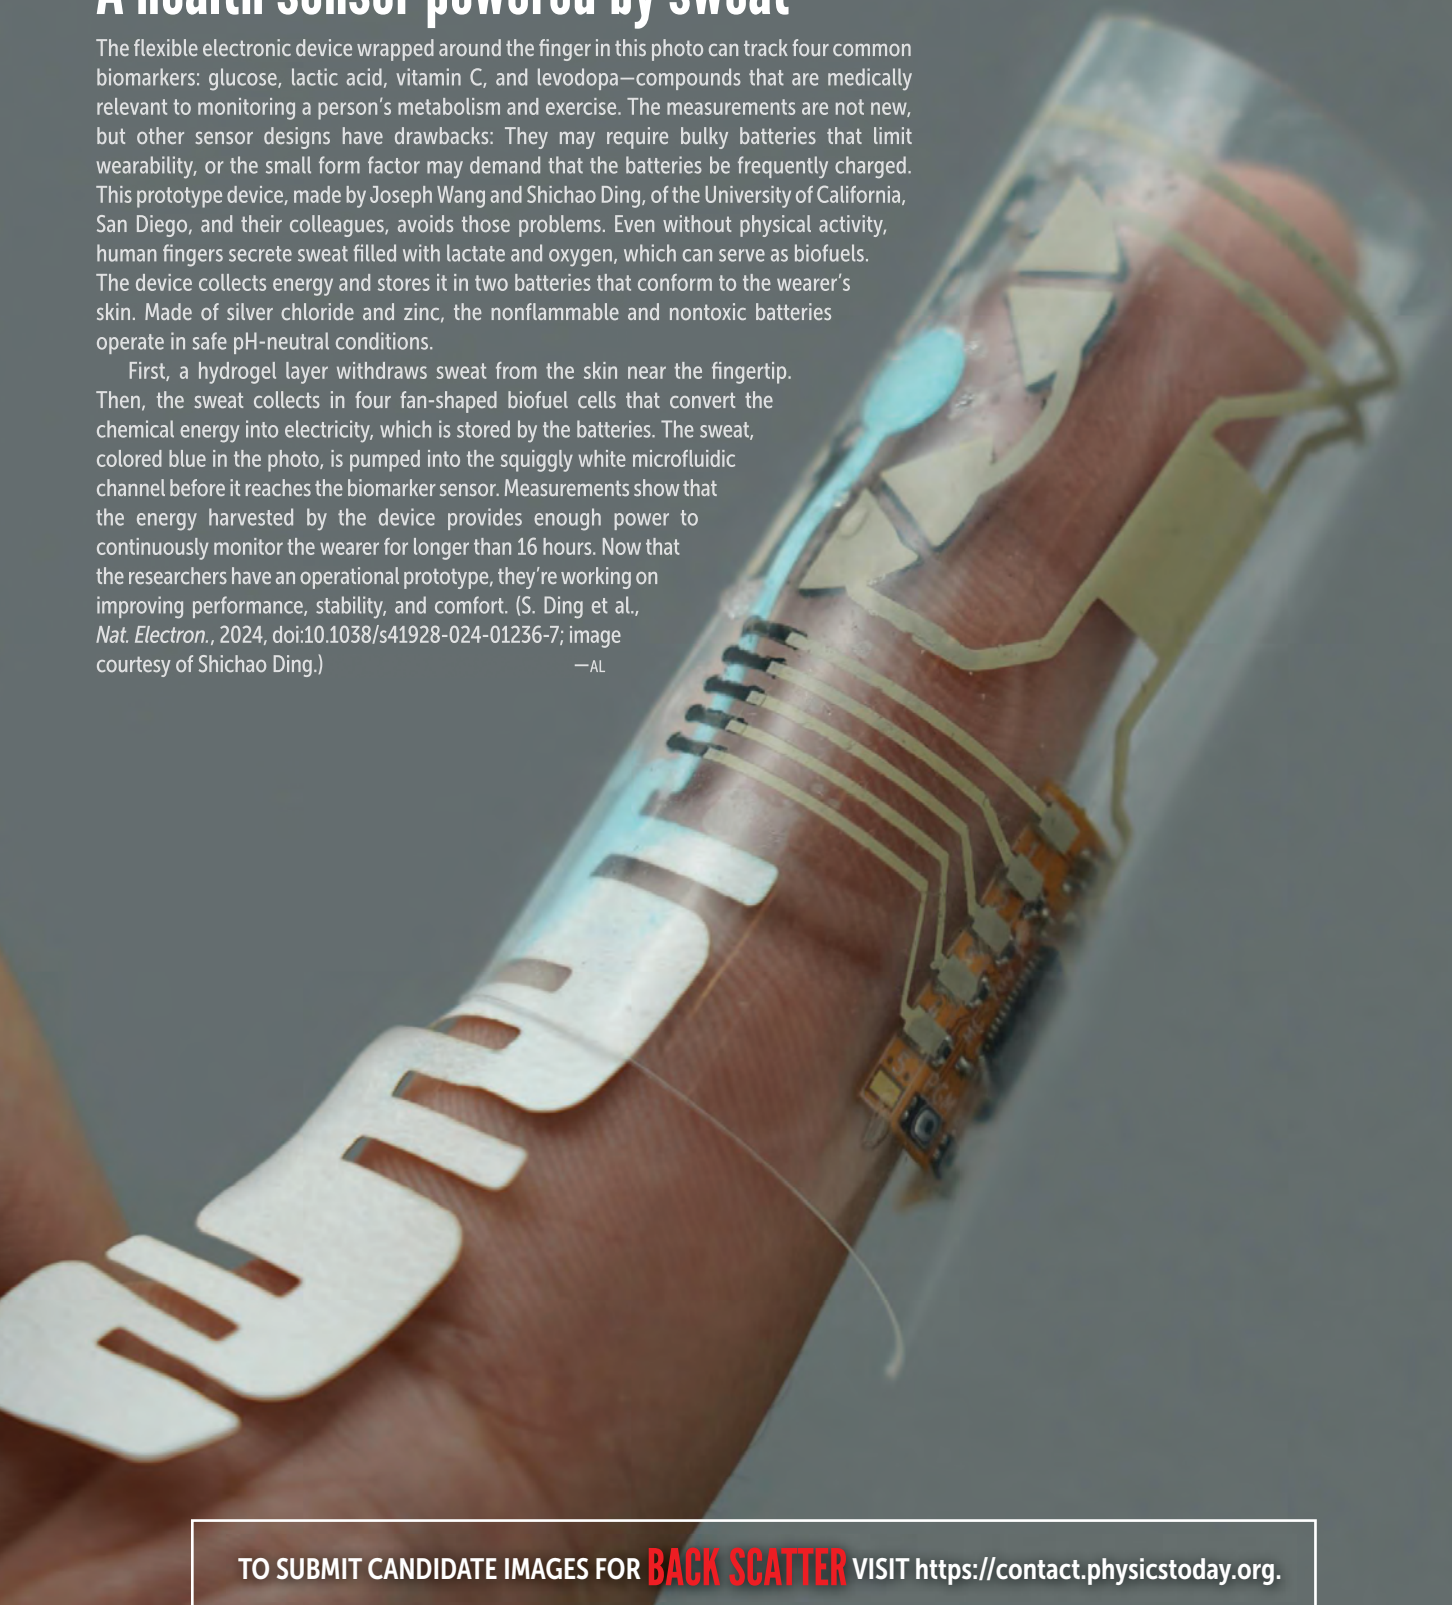 A health sensor powered by sweat
The flexible electronic device wrapped around the finger in this photo can track four common
biomarkers: glucose, lactic acid, vitamin C, and levodopa—compounds that are medically
relevant to monitoring a person's metabolism and exercise. The measurements are not new,
but other sensor designs have drawbacks: They may require bulky batteries that limit
wearability, or the small form factor may demand that the batteries be frequently charged.
This prototype device, made by Joseph Wang and Shichao Ding, of the University of California,
San Diego, and their colleagues, avoids those problems. Even without physical activity,
human fingers secrete sweat filled with lactate and oxygen, which can serve as biofuels.
The device collects energy and stores it in two batteries that conform to the wearer's
skin. Made of silver chloride and zinc, the nonflammable and nontoxic batteries
operate in safe pH-neutral conditions.
First, a hydrogel layer withdraws sweat from the skin near the fingertip.
Then, the sweat collects in four fan-shaped biofuel cells that convert the
chemical energy into electricity, which is stored by the batteries. The sweat,
colored blue in the photo, is pumped into the squiggly white microfluidic
channel before it reaches the biomarker sensor. Measurements show that
the energy harvested by the device provides enough power to
continuously monitor the wearer for longer than 16 hours. Now that
the researchers have an operational prototype, they're working on
improving performance, stability, and comfort. (S. Ding et al.,
Nat. Electron., 2024, doi:10.1038/s41928-024-01236-7; image
courtesy of Shichao Ding.) —AL
TO SUBMIT CANDIDATE IMAGES FOR BACK SCATTER VISIT https://contact.physicstoday.org.